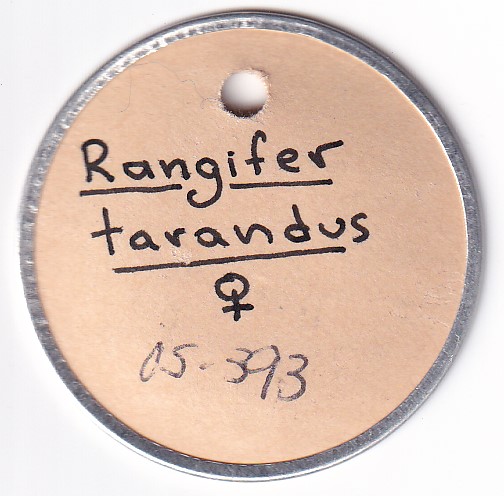 Rangifer
tarandus
♀
05-393